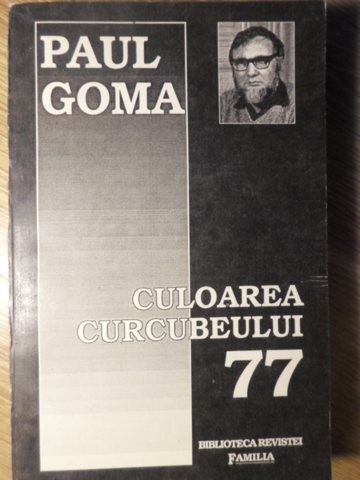 PAUL
GOMA
CULOAREA
CURCUBEULUI
77
BIBLIOTECA REVISTEI
FAMILIA